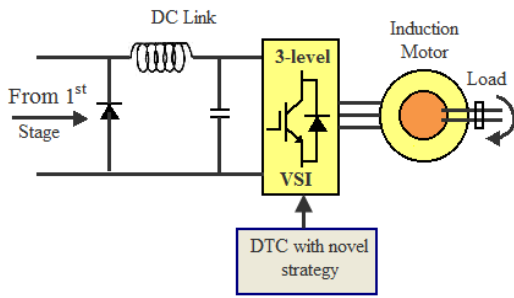 DC Link
Induction
Motor
3-level
Load
From 1st
Stage
VSI
DTC with novel
strategy